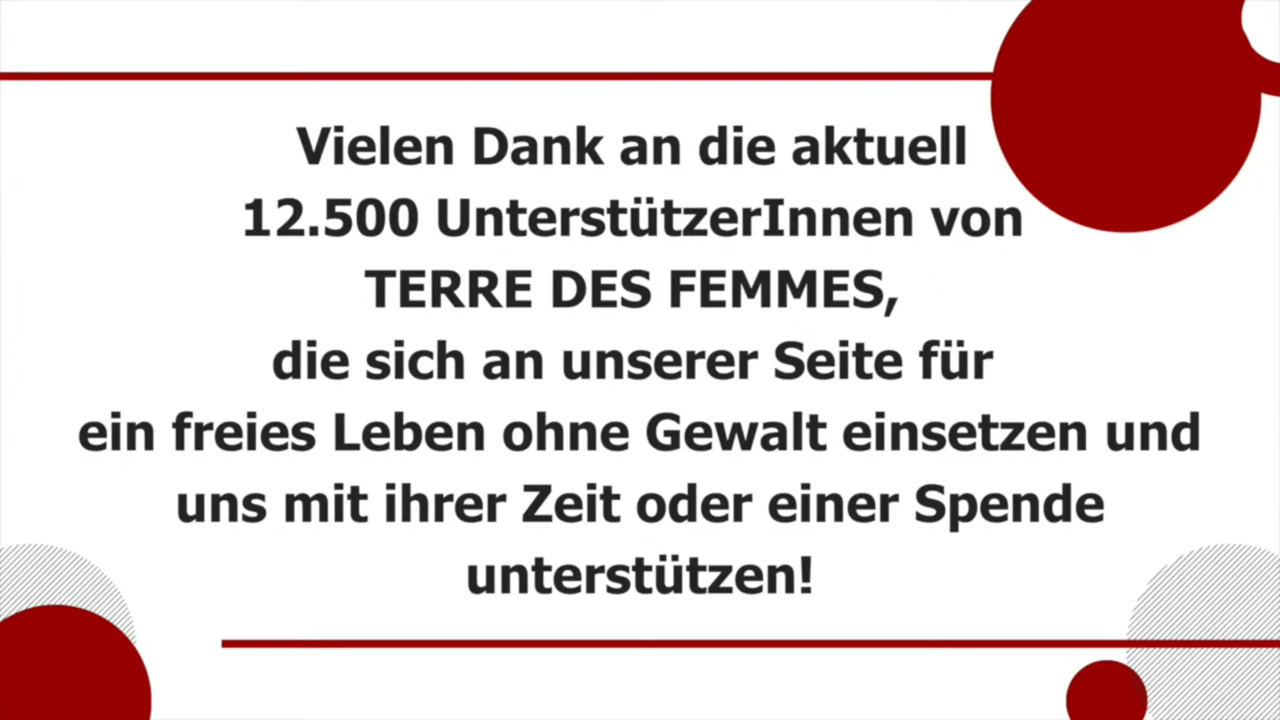 Vielen Dank an die aktuell
12.500 UnterstützerInnen von
TERRE DES FEMMES,
die sich an unserer Seite für
ein freies Leben ohne Gewalt einsetzen und
uns mit ihrer Zeit oder einer Spende
unterstützen!